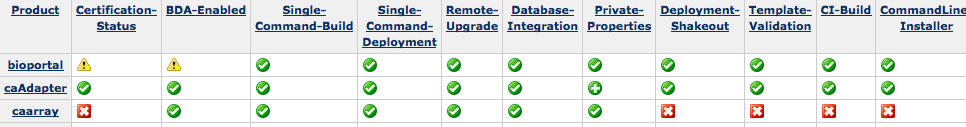 Product Certification- BDA-Enabled Single- Single- Remote- Database- Private- Deployment- Template- CI-Build CommandLine
Status Command-Build Command- Upgrade Integration Properties Shakeout Validation Installer
Deployment
bioportal
caAdapter
caarray